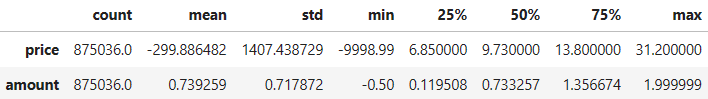 count mean std min 25% 50% 75% max
price 875036.0 -299.886482 1407.438729 -9998.99 6.850000 9.730000 13.800000 31.200000
amount 875036.0 0.739259 0.717872 -0.50 0.119508 0.733257 1.356674 1.999999